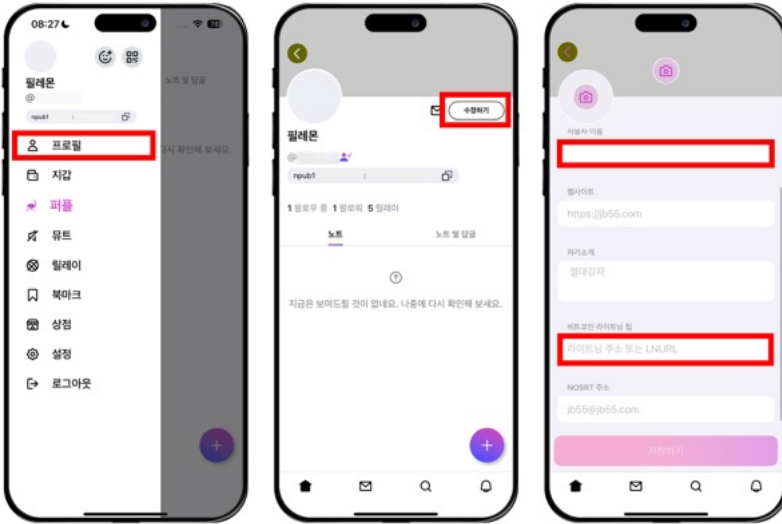 08:27
78
필레몬
@
npub1 :
노트 및 답글
프로필
다시 확인해 보세요.
지갑
퍼플
뮤트
릴레이
북마크
상점
설정
로그아웃
수정하기
필레몬
@
npub1 :
1 팔로우 중 1 팔로워 5 릴레이
노트
노트 및 답글
지금은 보여드릴 것이 없네요. 나중에 다시 확인해 보세요.
사용자 이름
웹사이트
https://jb55.com
자기소개
절대강자
비트코인 라이트닝 팁
라이트닝 주소 또는 LNURL
NOSRT 주소
jb55@jb55.com
저장하기